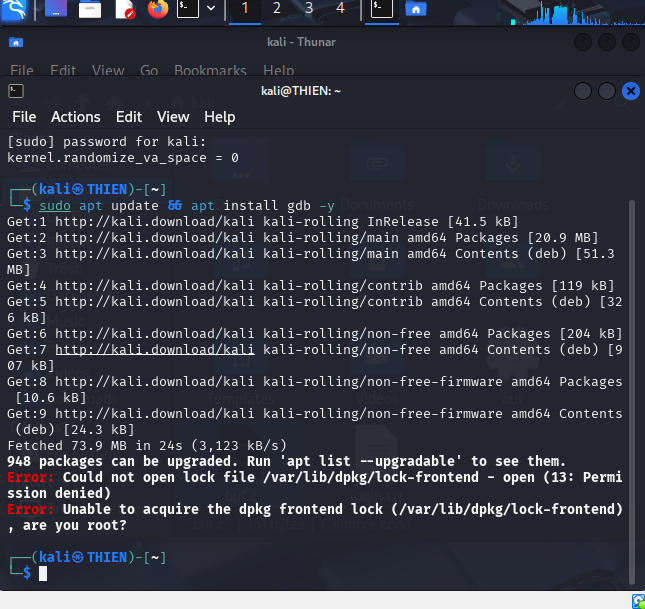 1 2 3 4
kali - Thunar
File Edit View Go Bookmarks Help
kali@THIEN: ~
File Actions Edit View Help
[sudo] password for kali:
kernel.randomize_va_space = 0
┌──(kali㉿THIEN)-[~]
└─$ sudo apt update && apt install gdb -y
Get:1 http://kali.download/kali kali-rolling InRelease [41.5 kB]
Get:2 http://kali.download/kali kali-rolling/main amd64 Packages [20.9 MB]
Get:3 http://kali.download/kali kali-rolling/main amd64 Contents (deb) [51.3
MB]
Get:4 http://kali.download/kali kali-rolling/contrib amd64 Packages [119 kB]
Get:5 http://kali.download/kali kali-rolling/contrib amd64 Contents (deb) [32
6 kB]
Get:6 http://kali.download/kali kali-rolling/non-free amd64 Packages [204 kB]
Get:7 http://kali.download/kali kali-rolling/non-free amd64 Contents (deb) [9
07 kB]
Get:8 http://kali.download/kali kali-rolling/non-free-firmware amd64 Packages
[10.6 kB]
Get:9 http://kali.download/kali kali-rolling/non-free-firmware amd64 Contents
(deb) [24.3 kB]
Fetched 73.9 MB in 24s (3,123 kB/s)
948 packages can be upgraded. Run 'apt list --upgradable' to see them.
Error: Could not open lock file /var/lib/dpkg/lock-frontend - open (13: Permi
ssion denied)
Error: Unable to acquire the dpkg frontend lock (/var/lib/dpkg/lock-frontend)
, are you root?
┌──(kali㉿THIEN)-[~]
└─$
Documents
Downloads
Templates
Videos
buf